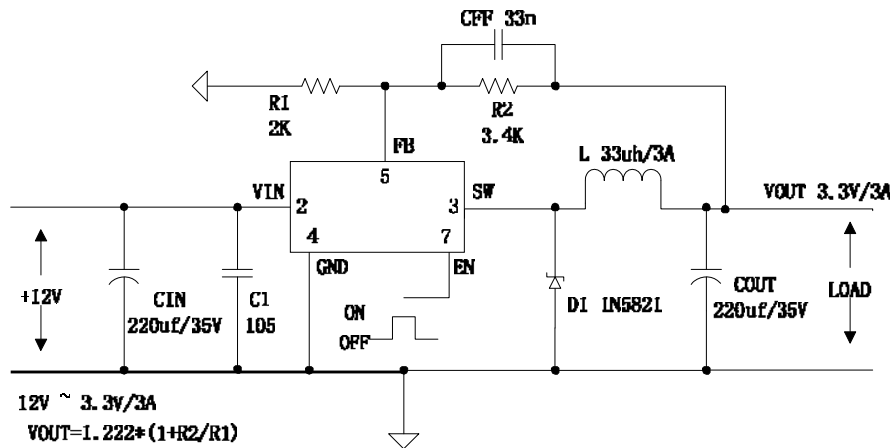 CFF 33n
R1
2K
R2
3.4K
FB
5
L 33uh/3A
VIN
2
3
SW
VOUT 3.3V/3A
4
7
GND
EN
+12V
CIN
220uf/35V
C1
105
ON
OFF
D1 1N5821
COUT
220uf/35V
LOAD
12V ~ 3.3V/3A
VOUT=1.222*(1+R2/R1)